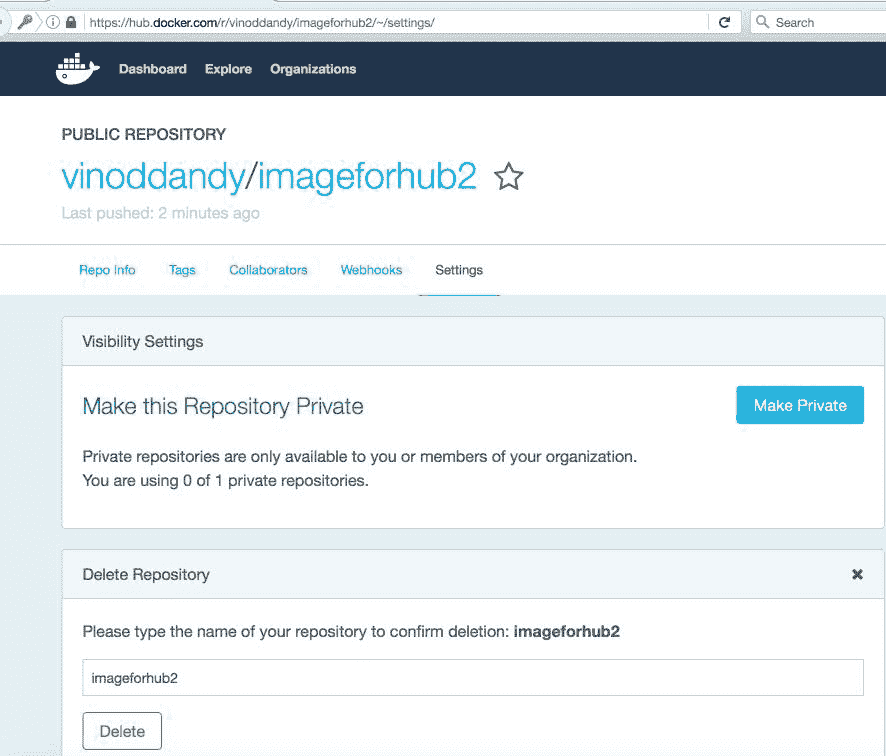 https://hub.docker.com/r/vinoddandy/imageforhub2/~/settings/
Search
Dashboard Explore Organizations
PUBLIC REPOSITORY
vinoddandy/imageforhub2
Last pushed: 2 minutes ago
Repo Info Tags Collaborators Webhooks Settings
Visibility Settings
Make this Repository Private
Make Private
Private repositories are only available to you or members of your organization.
You are using 0 of 1 private repositories.
Delete Repository
Please type the name of your repository to confirm deletion: imageforhub2
imageforhub2
Delete